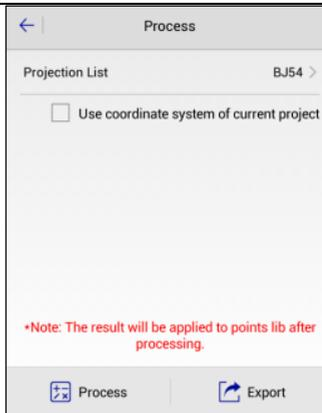 Process
Projection List BJ54 >
Use coordinate system of current project
*Note: The result will be applied to points lib after
processing.
Process Export